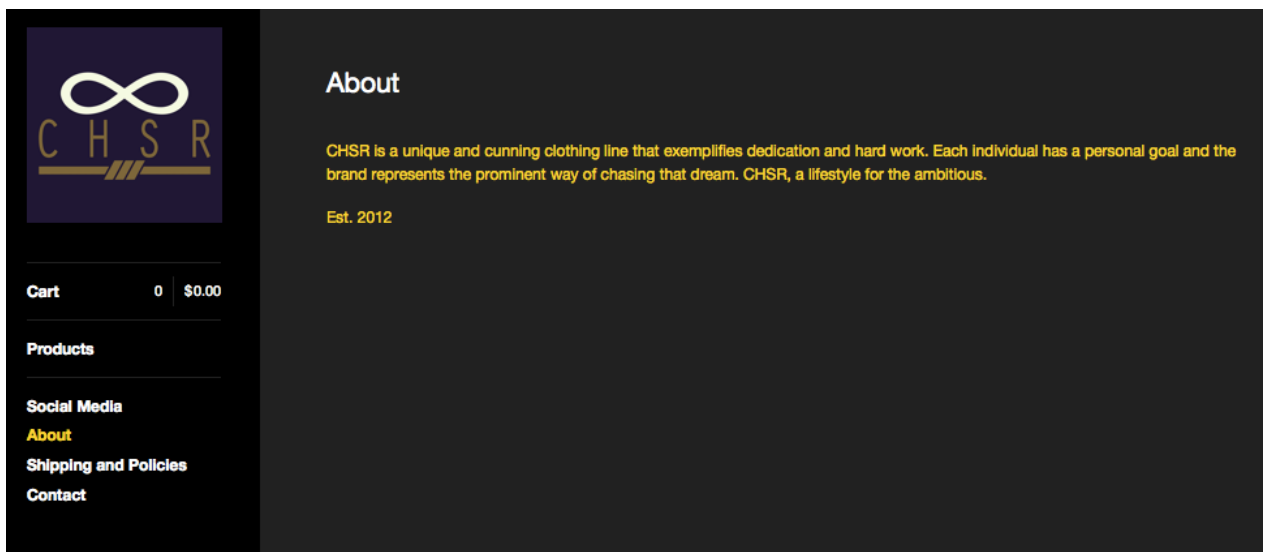 CHSR
Cart 0 $0.00
Products
Social Media
About
Shipping and Policies
Contact
About
CHSR is a unique and cunning clothing line that exemplifies dedication and hard work. Each individual has a personal goal and the
brand represents the prominent way of chasing that dream. CHSR, a lifestyle for the ambitious.
Est. 2012